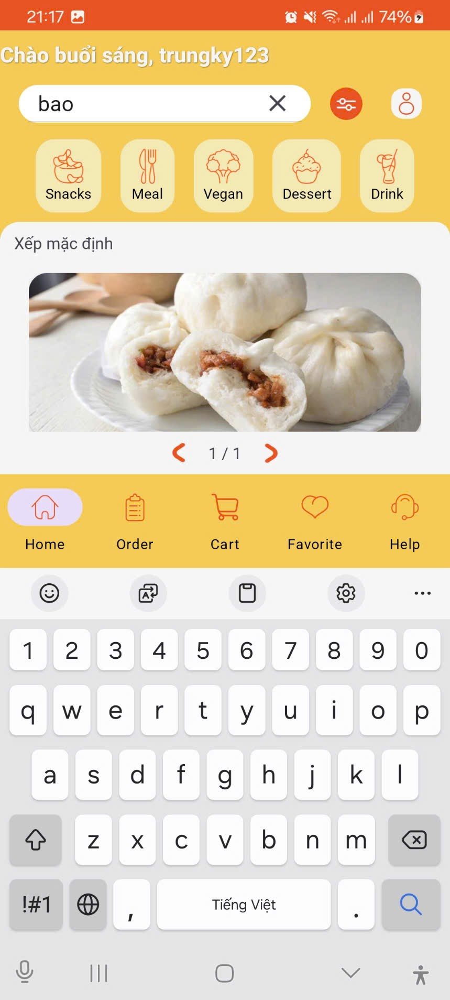 21:17 74%
Chào buổi sáng, trungky123
bao
Snacks Meal Vegan Dessert Drink
Xếp mặc định
1 / 1
Home Order Cart Favorite Help
1 2 3 4 5 6 7 8 9 0
q w e r t y u i o p
a s d f g h j k l
z x c v b n m
!#1 , Tiếng Việt .